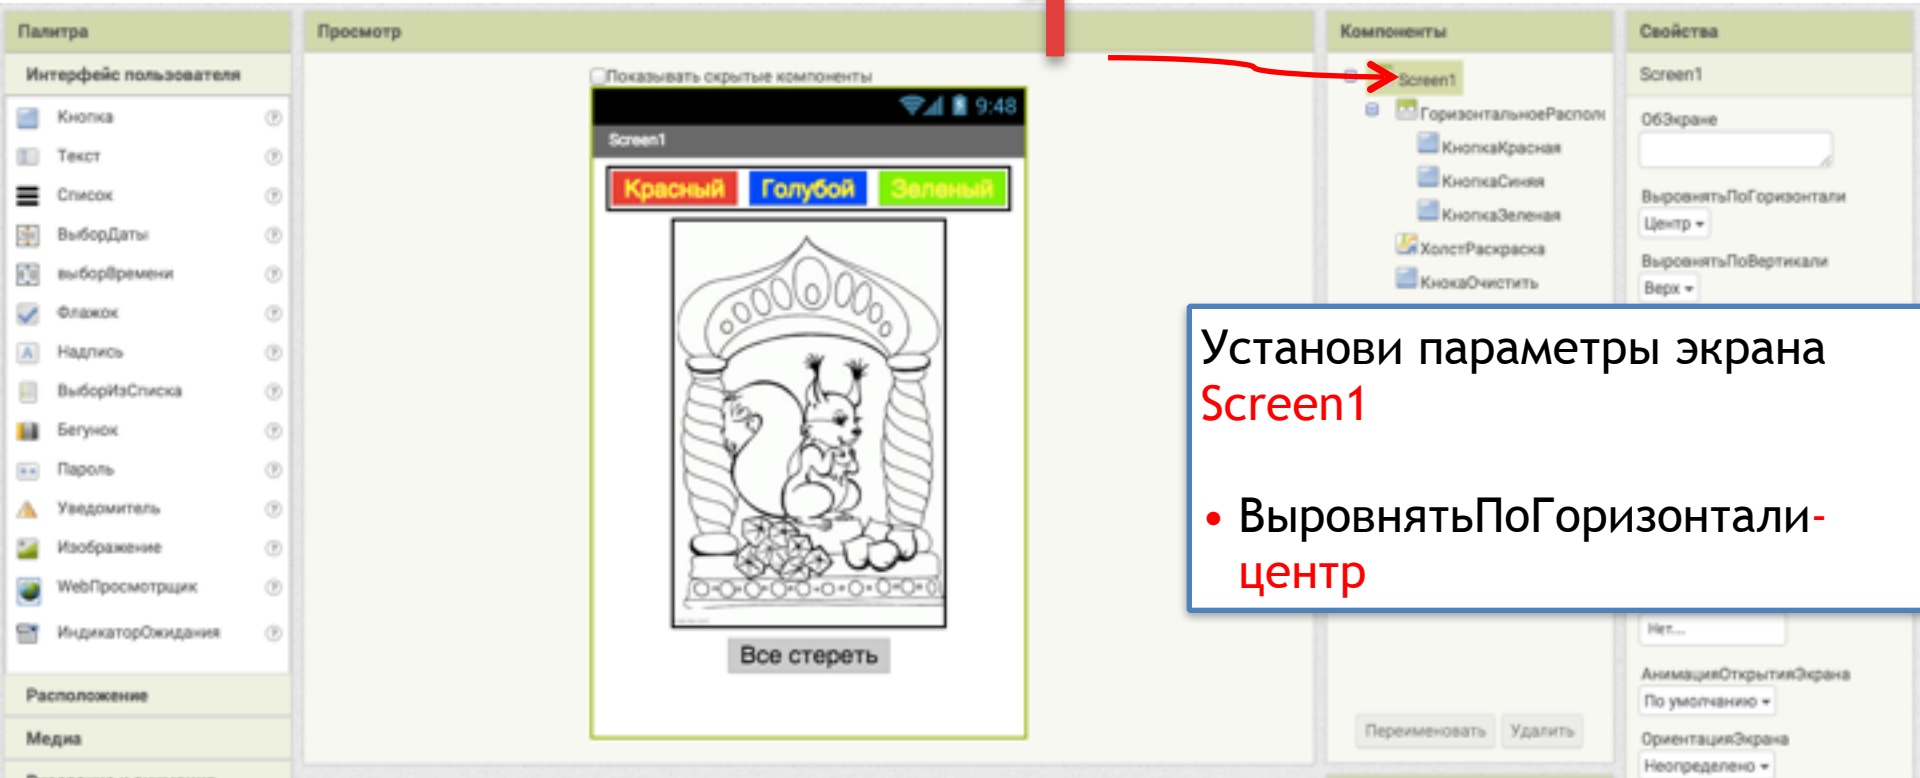 Палитра
Интерфейс пользователя
Кнопка
Текст
Список
ВыборДаты
выборВремени
Флажок
Надпись
ВыборИзСписка
Бегунок
Пароль
Уведомитель
Изображение
WebПросмотрщик
ИндикаторОжидания
Расположение
Медиа
Просмотр
Показывать скрытые компоненты
9:48
Screen1
Красный Голубой Зеленый
Все стереть
Компоненты
Screen1
ГоризонтальноеРасполо
КнопкаКрасная
КнопкаСиняя
КнопкаЗеленая
ХолстРаскраска
КнокаОчистить
Переименовать Удалить
Свойства
Screen1
ОбЭкране
ВыровнятьПоГоризонтали
Центр
ВыровнятьПоВертикали
Верх
Нет...
АнимацияОткрытияЭкрана
По умолчанию
ОриентацияЭкрана
Неопределено
Установи параметры экрана
Screen1
• ВыровнятьПоГоризонтали-
центр